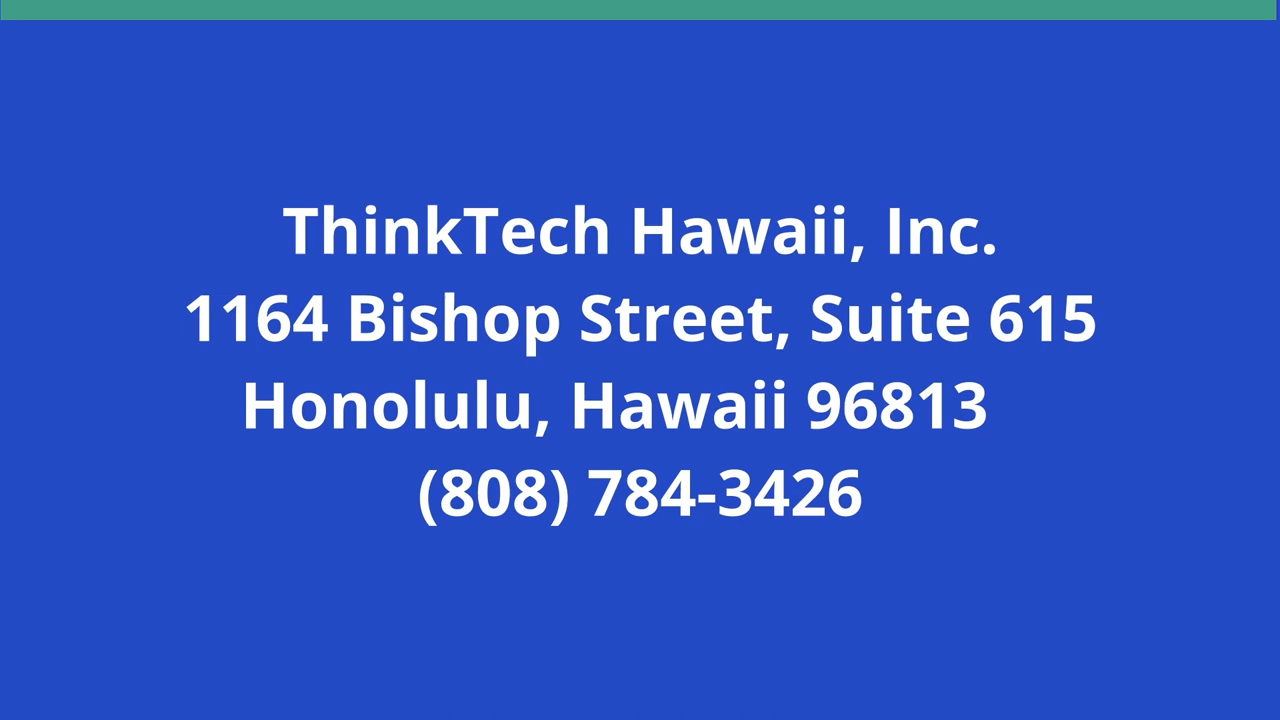 ThinkTech Hawaii, Inc.
1164 Bishop Street, Suite 615
Honolulu, Hawaii 96813
(808) 784-3426